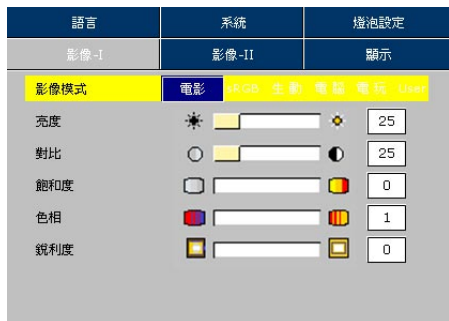 語言 系統 燈泡設定
影像-I 影像-II 顯示
影像模式 電影 sRGB 生動 電腦 電玩 User
亮度 25
對比 25
飽和度 0
色相 1
銳利度 0